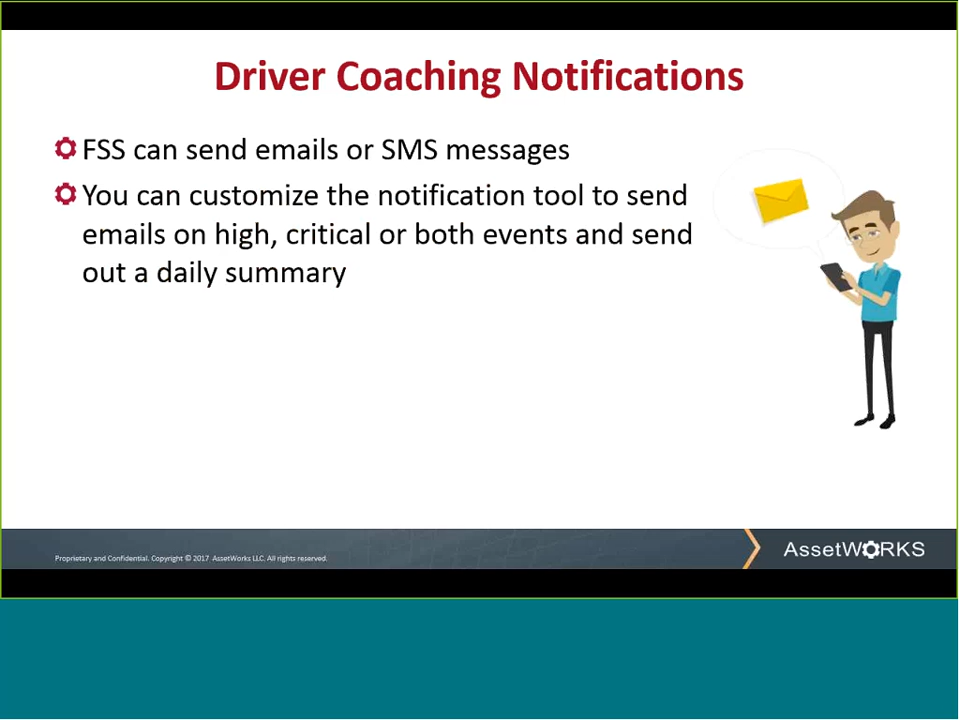 Driver Coaching Notifications
FSS can send emails or SMS messages
You can customize the notification tool to send
emails on high, critical or both events and send
out a daily summary
Proprietary and Confidential. Copyright © 2017 AssetWorks LLC. All rights reserved.
AssetWORKS